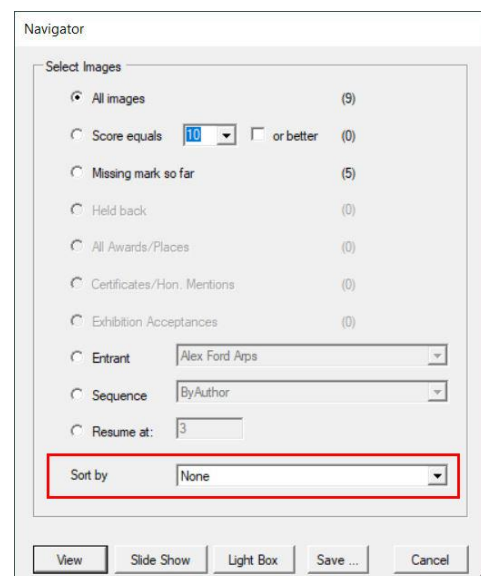 Navigator
Select Images
All images (9)
Score equals 10 or better (0)
Missing mark so far (5)
Held back (0)
All Awards/Places (0)
Certificates/Hon. Mentions (0)
Exhibition Acceptances (0)
Entrant Alex Ford Arps
Sequence ByAuthor
Resume at: 3
Sort by None
View Slide Show Light Box Save ... Cancel